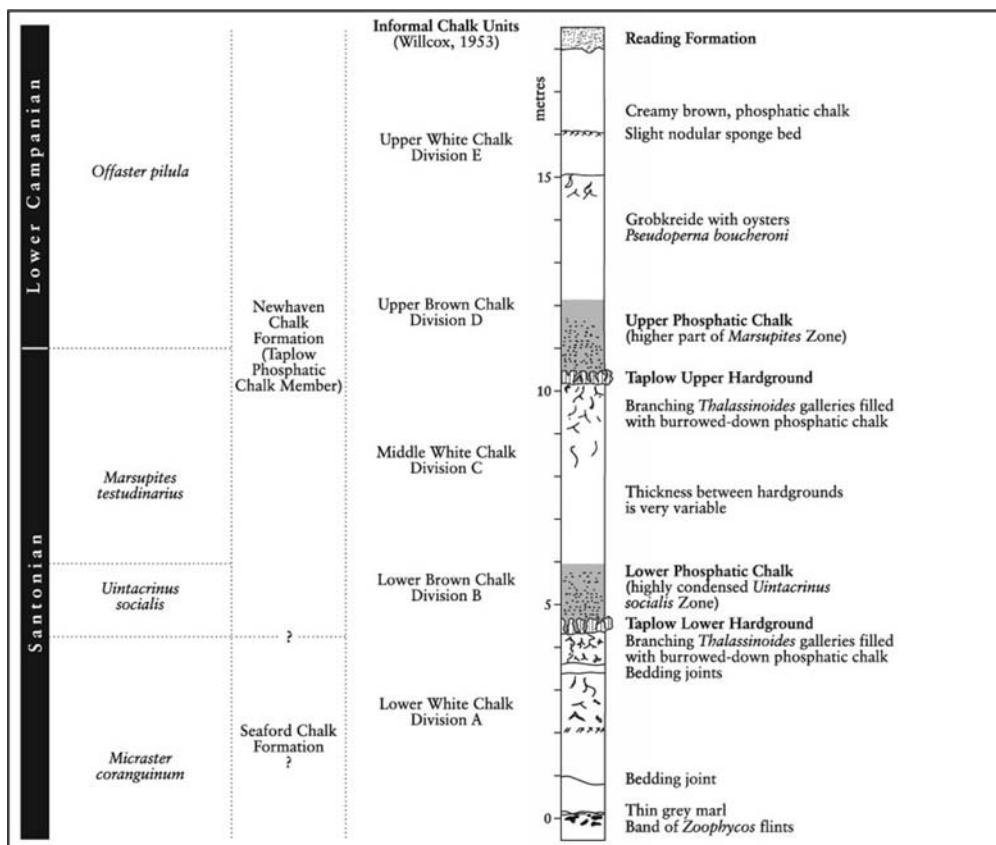 Lower Campanian
Santonian
Offaster pilula
Marsupites
testudinarius
Uintacrinus
socialis
Micraster
coranguinum
Newhaven
Chalk
Formation
(Taplow
Phosphatic
Chalk Member)
?
Seaford Chalk
Formation
?
Informal Chalk Units
(Willcox, 1953)
Upper White Chalk
Division E
Upper Brown Chalk
Division D
Middle White Chalk
Division C
Lower Brown Chalk
Division B
Lower White Chalk
Division A
metres
15
10
5
0
Reading Formation
Creamy brown, phosphatic chalk
Slight nodular sponge bed
Grobkreide with oysters
Pseudoperna boucheroni
Upper Phosphatic Chalk
(higher part of Marsupites Zone)
Taplow Upper Hardground
Branching Thalassinoides galleries filled
with burrowed-down phosphatic chalk
Thickness between hardgrounds
is very variable
Lower Phosphatic Chalk
(highly condensed Uintacrinus
socialis Zone)
Taplow Lower Hardground
Branching Thalassinoides galleries filled
with burrowed-down phosphatic chalk
Bedding joints
Bedding joint
Thin grey marl
Band of Zoophycos flints